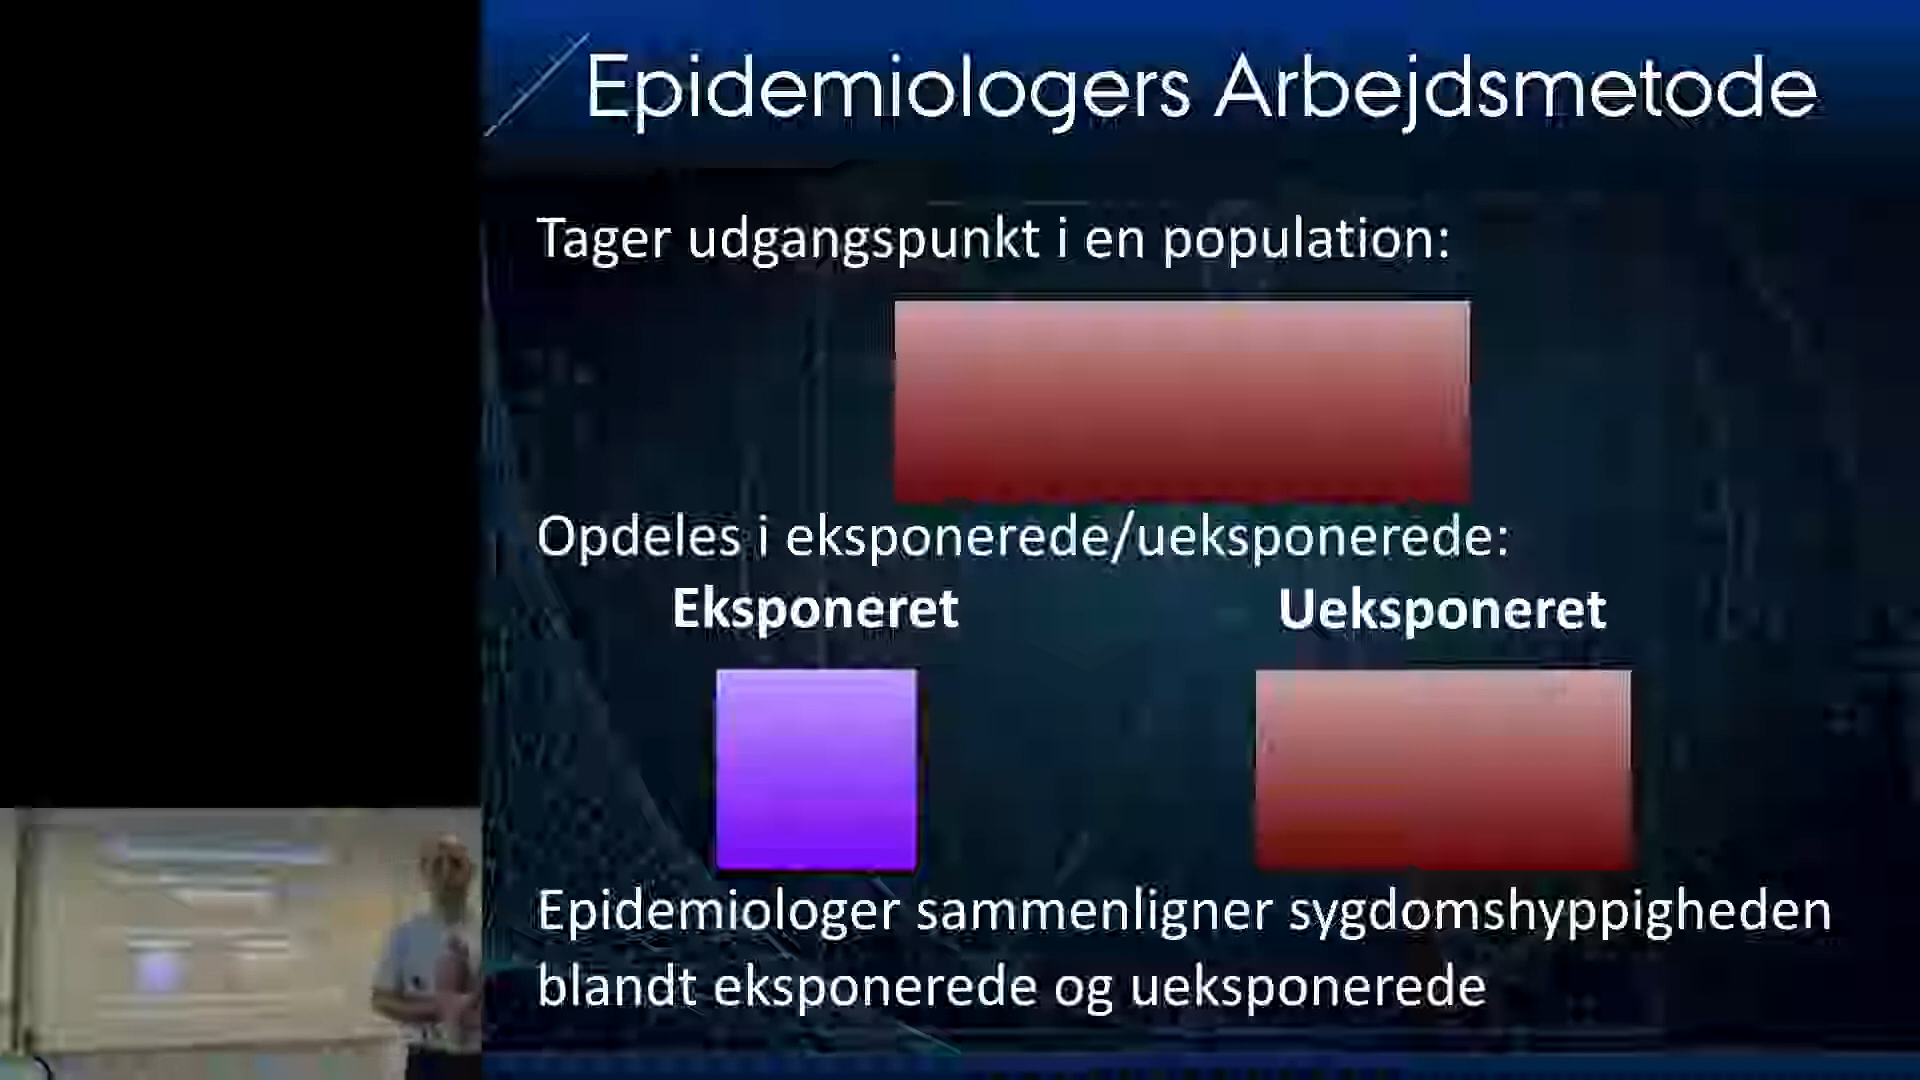 Epidemiologers Arbejdsmetode
Tager udgangspunkt i en population:
Opdeles i eksponerede/ueksponerede:
Eksponeret
Ueksponeret
Epidemiologer sammenligner sygdomshyppigheden
blandt eksponerede og ueksponerede